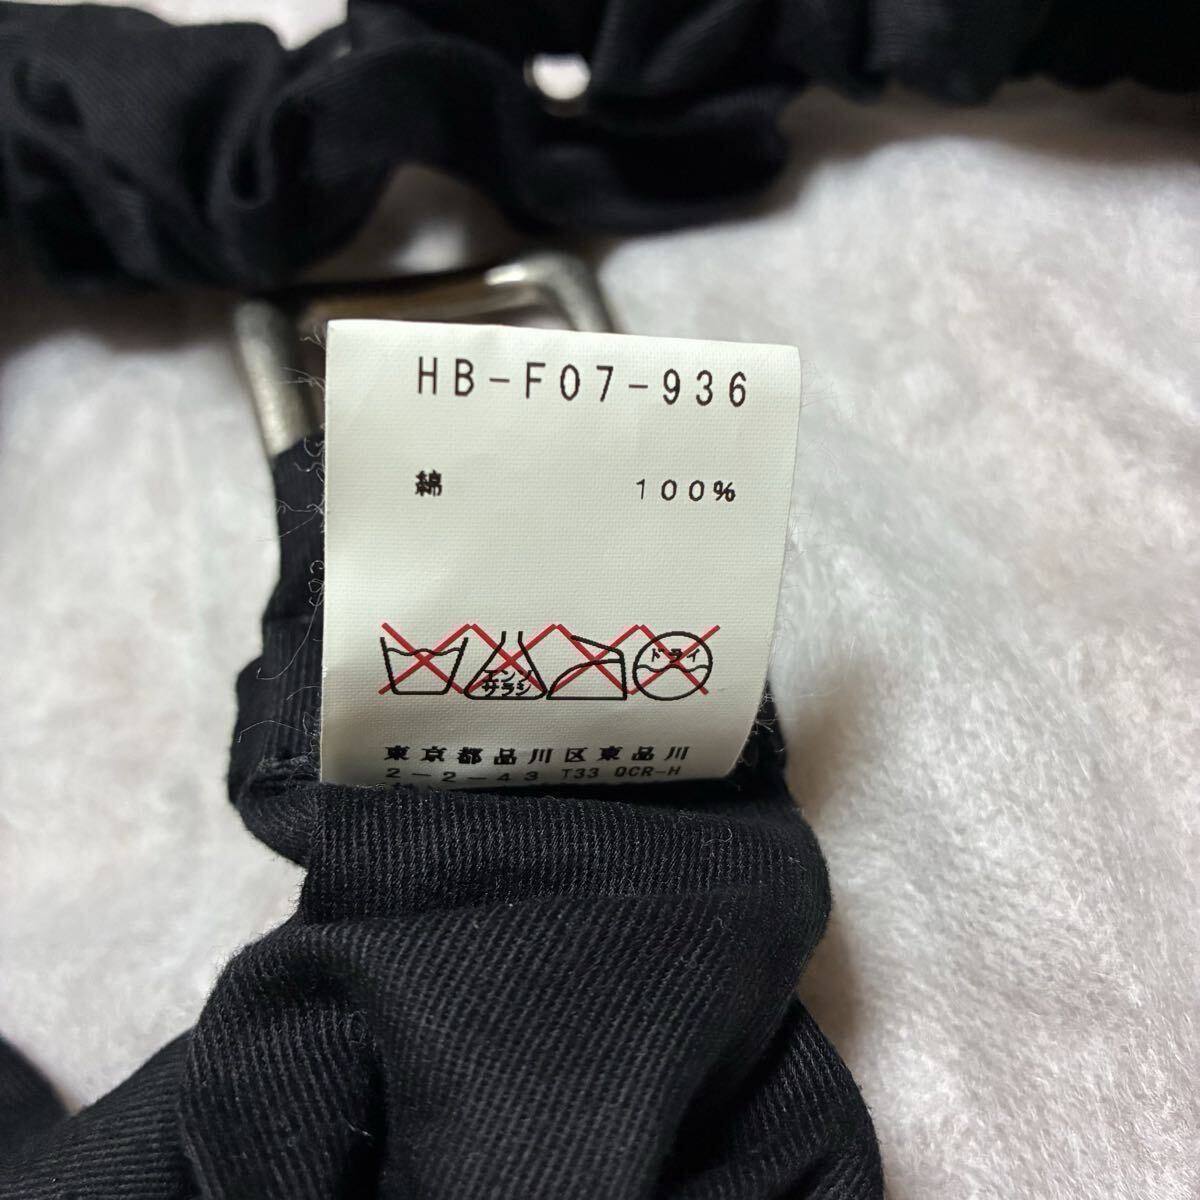 HB-F07-936
綿 100%
エンソ
サラシ
ドライ
東京都品川区東品川
2-2-43 T33 QCR-H